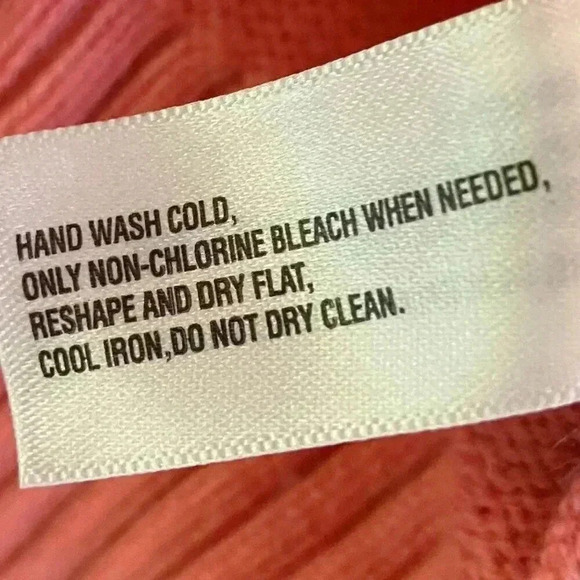 HAND WASH COLD,
ONLY NON-CHLORINE BLEACH WHEN NEEDED,
RESHAPE AND DRY FLAT,
COOL IRON,DO NOT DRY CLEAN.